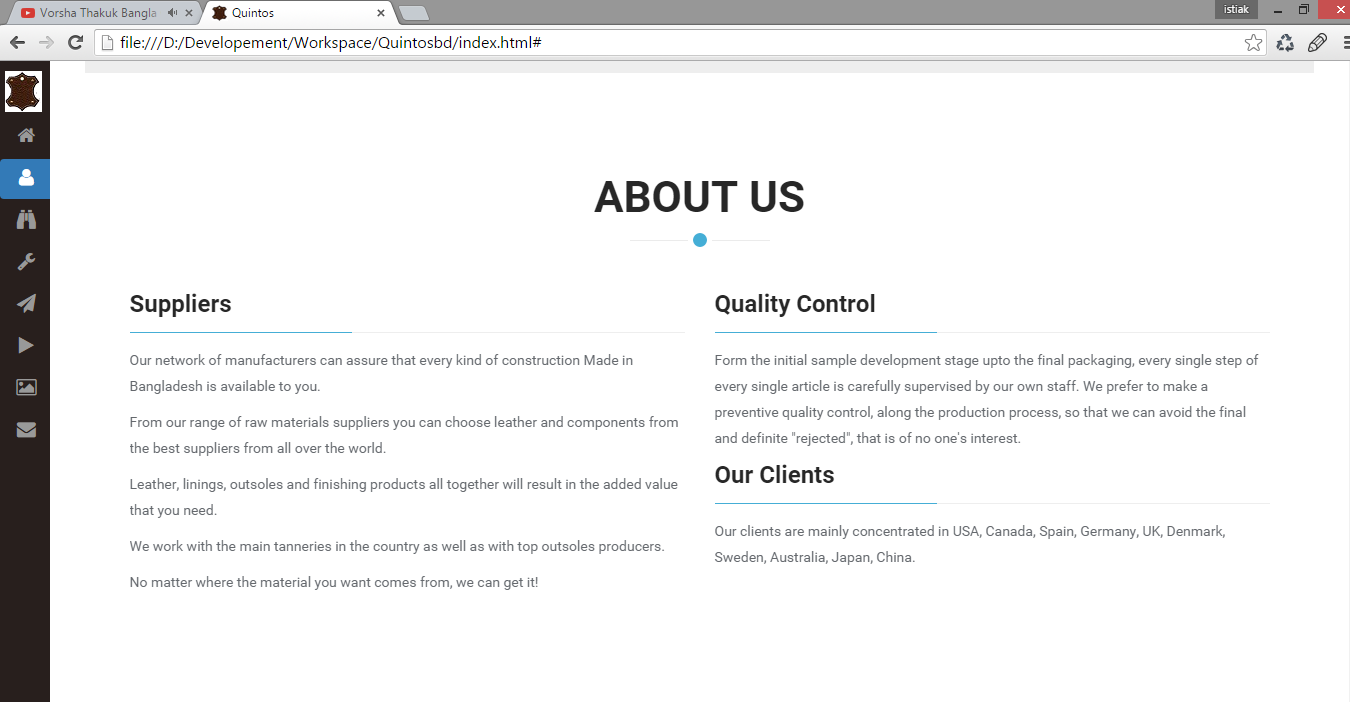 Vorsha Thakuk Bangla
Quintos
istiak
file:///D:/Developement/Workspace/Quintosbd/index.html#
ABOUT US
Suppliers
Our network of manufacturers can assure that every kind of construction Made in
Bangladesh is available to you.
From our range of raw materials suppliers you can choose leather and components from
the best suppliers from all over the world.
Leather, linings, outsoles and finishing products all together will result in the added value
that you need.
We work with the main tanneries in the country as well as with top outsoles producers.
No matter where the material you want comes from, we can get it!
Quality Control
Form the initial sample development stage upto the final packaging, every single step of
every single article is carefully supervised by our own staff. We prefer to make a
preventive quality control, along the production process, so that we can avoid the final
and definite "rejected", that is of no one's interest.
Our Clients
Our clients are mainly concentrated in USA, Canada, Spain, Germany, UK, Denmark,
Sweden, Australia, Japan, China.